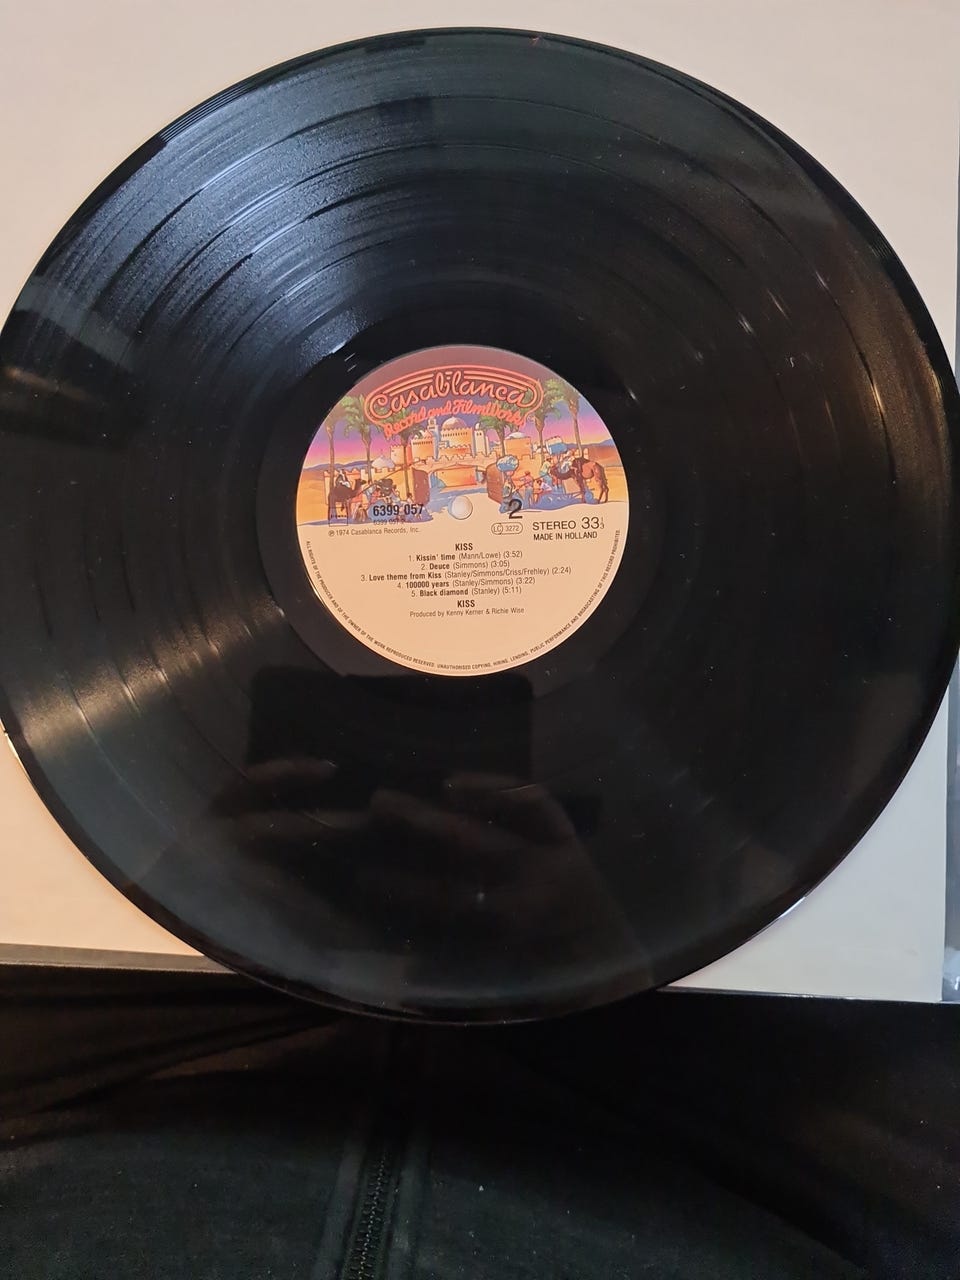 Casablanca
Record and FilmWorks
6399 057
2
6399 057.2
LC 3272
STEREO 33⅓
℗ 1974 Casablanca Records, Inc.
MADE IN HOLLAND
KISS
1. Kissin' time (Mann/Lowe) (3:52)
2. Deuce (Simmons) (3:05)
3. Love theme from Kiss (Stanley/Simmons/Criss/Frehley) (2:24)
4. 100000 years (Stanley/Simmons) (3:22)
5. Black diamond (Stanley) (5:11)
KISS
Produced by Kenny Kerner & Richie Wise
ALL RIGHTS OF THE PRODUCER AND OF THE OWNER OF THE WORK REPRODUCED RESERVED. UNAUTHORISED COPYING, HIRING, LENDING, PUBLIC PERFORMANCE AND BROADCASTING OF THIS RECORD PROHIBITED